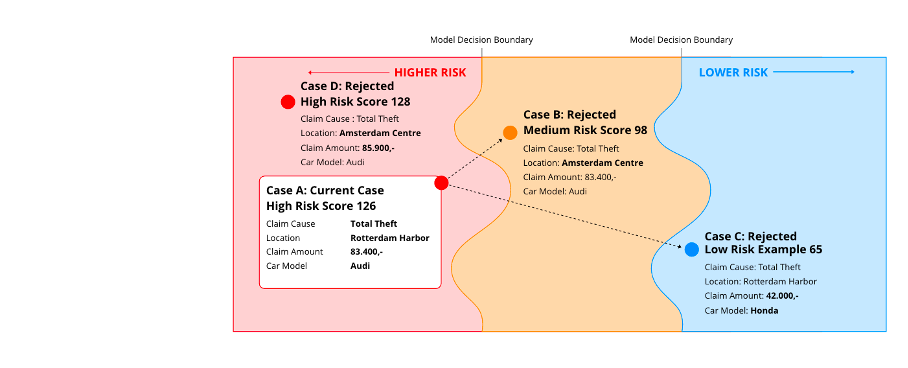 Model Decision Boundary
Model Decision Boundary
HIGHER RISK
LOWER RISK
Case D: Rejected
High Risk Score 128
Claim Cause : Total Theft
Location: Amsterdam Centre
Claim Amount: 85.900,-
Car Model: Audi
Case B: Rejected
Medium Risk Score 98
Claim Cause: Total Theft
Location: Amsterdam Centre
Claim Amount: 83.400,-
Car Model: Audi
Case A: Current Case
High Risk Score 126
Claim Cause Total Theft
Location Rotterdam Harbor
Claim Amount 83.400,-
Car Model Audi
Case C: Rejected
Low Risk Example 65
Claim Cause: Total Theft
Location: Rotterdam Harbor
Claim Amount: 42.000,-
Car Model: Honda